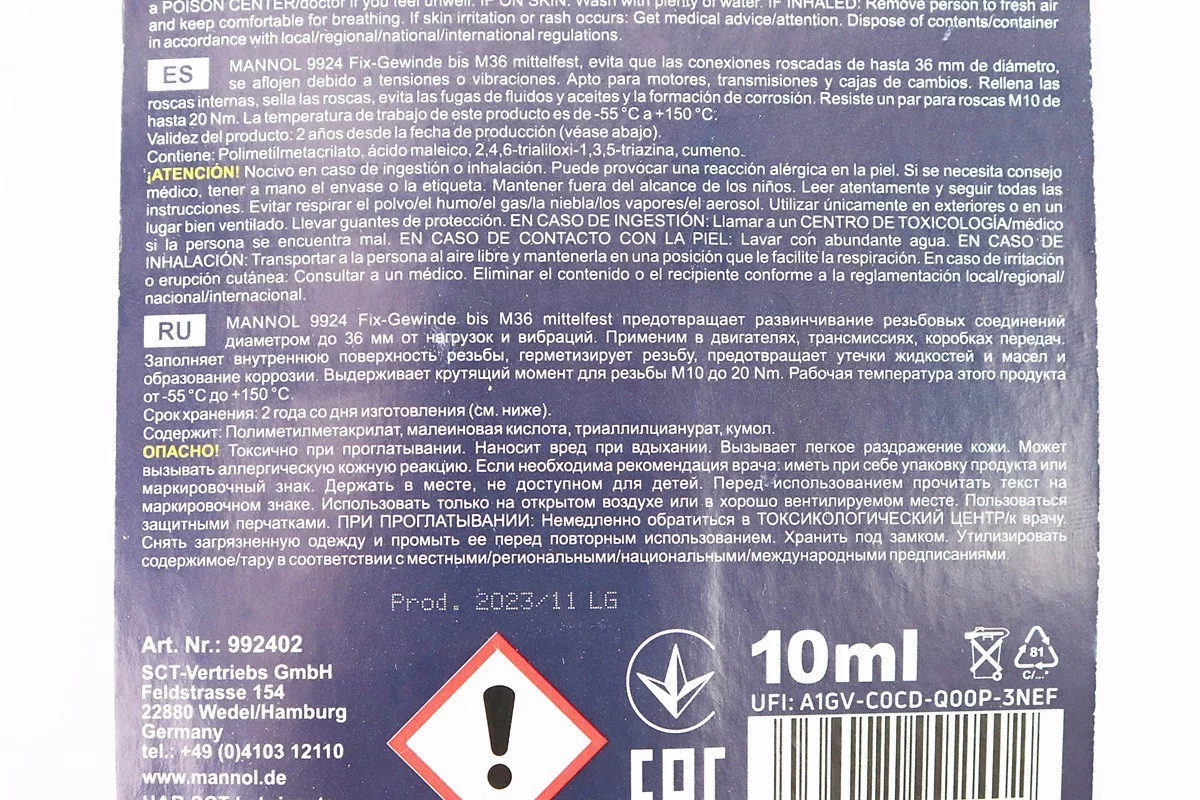 a POISON CENTER/doctor if you feel unwell. IF ON SKIN: Wash with plenty of water. IF INHALED: Remove person to fresh air
and keep comfortable for breathing. If skin irritation or rash occurs: Get medical advice/attention. Dispose of contents/container
in accordance with local/regional/national/international regulations.
ES MANNOL 9924 Fix-Gewinde bis M36 mittelfest, evita que las conexiones roscadas de hasta 36 mm de diámetro,
se aflojen debido a tensiones o vibraciones. Apto para motores, transmisiones y cajas de cambios. Rellena las
roscas internas, sella las roscas, evita las fugas de fluidos y aceites y la formación de corrosión. Resiste un par para roscas M10 de
hasta 20 Nm. La temperatura de trabajo de este producto es de -55 °C a +150 °C.
Validez del producto: 2 años desde la fecha de producción (véase abajo).
Contiene: Polimetilmetacrilato, ácido maleico, 2,4,6-trialiloxi-1,3,5-triazina, cumeno.
¡ATENCIÓN! Nocivo en caso de ingestión o inhalación. Puede provocar una reacción alérgica en la piel. Si se necesita consejo
médico, tener a mano el envase o la etiqueta. Mantener fuera del alcance de los niños. Leer atentamente y seguir todas las
instrucciones. Evitar respirar el polvo/el humo/el gas/la niebla/los vapores/el aerosol. Utilizar únicamente en exteriores o en un
lugar bien ventilado. Llevar guantes de protección. EN CASO DE INGESTIÓN: Llamar a un CENTRO DE TOXICOLOGÍA/médico
si la persona se encuentra mal. EN CASO DE CONTACTO CON LA PIEL: Lavar con abundante agua. EN CASO DE
INHALACIÓN: Transportar a la persona al aire libre y mantenerla en una posición que le facilite la respiración. En caso de irritación
o erupción cutánea: Consultar a un médico. Eliminar el contenido o el recipiente conforme a la reglamentación local/regional/
nacional/internacional.
RU MANNOL 9924 Fix-Gewinde bis M36 mittelfest предотвращает развинчивание резьбовых соединений
диаметром до 36 мм от нагрузок и вибраций. Применим в двигателях, трансмиссиях, коробках передач.
Заполняет внутреннюю поверхность резьбы, герметизирует резьбу, предотвращает утечки жидкостей и масел и
образование коррозии. Выдерживает крутящий момент для резьбы M10 до 20 Nm. Рабочая температура этого продукта
от -55 °C до +150 °C.
Срок хранения: 2 года со дня изготовления (см. ниже).
Содержит: Полиметилметакрилат, малеиновая кислота, триаллилцианурат, кумол.
ОПАСНО! Токсично при проглатывании. Наносит вред при вдыхании. Вызывает легкое раздражение кожи. Может
вызывать аллергическую кожную реакцию. Если необходима рекомендация врача: иметь при себе упаковку продукта или
маркировочный знак. Держать в месте, не доступном для детей. Перед использованием прочитать текст на
маркировочном знаке. Использовать только на открытом воздухе или в хорошо вентилируемом месте. Пользоваться
защитными перчатками. ПРИ ПРОГЛАТЫВАНИИ: Немедленно обратиться в ТОКСИКОЛОГИЧЕСКИЙ ЦЕНТР/к врачу.
Снять загрязненную одежду и промыть ее перед повторным использованием. Хранить под замком. Утилизировать
содержимое/тару в соответствии с местными/региональными/национальными/международными предписаниями.
Prod. 2023/11 LG
Art. Nr.: 992402
SCT-Vertriebs GmbH
Feldstrasse 154
22880 Wedel/Hamburg
Germany
tel.: +49 (0)4103 12110
www.mannol.de
10ml
81
C/...*
UFI: A1GV-C0CD-Q00P-3NEF